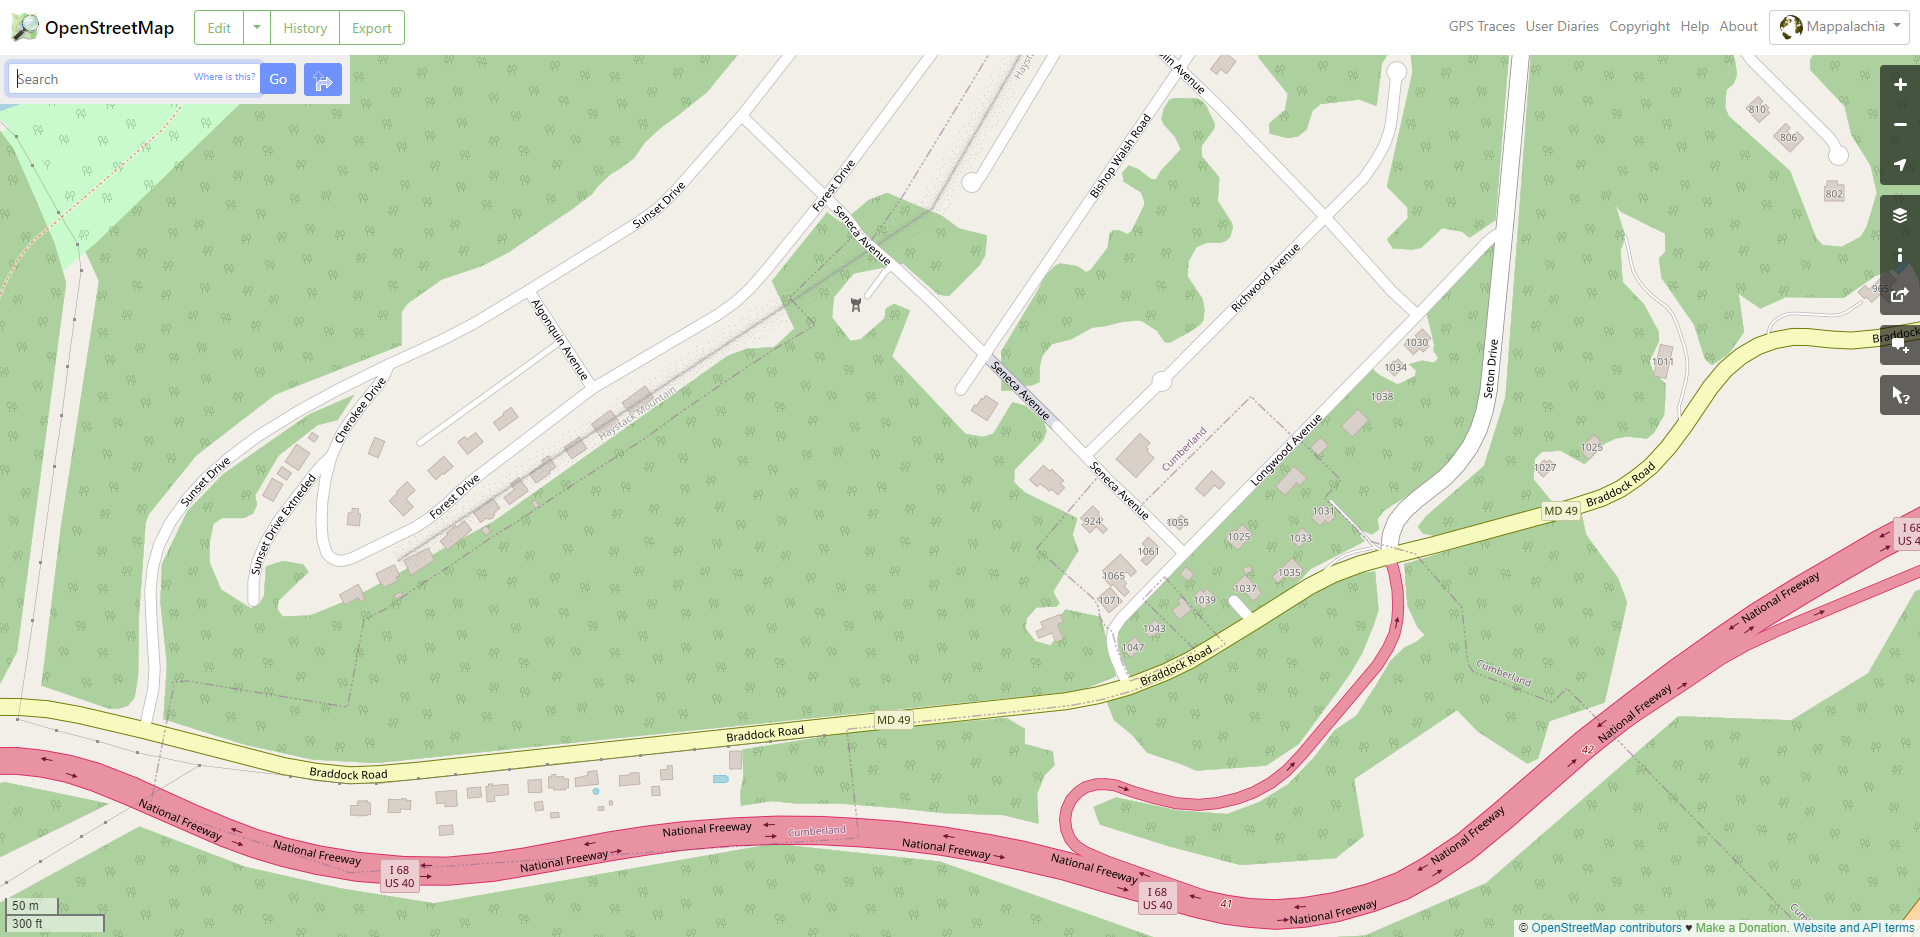 OpenStreetMap
Edit
History
Export
GPS Traces
User Diaries
Copyright
Help
About
Mappalachia
Search
Where is this?
Go
Sunset Drive
Forest Drive
Seneca Avenue
Bishop Walsh Road
Richwood Avenue
Seton Drive
810
806
802
Algonquin Avenue
Cherokee Drive
Haystack Mountain
Seneca Avenue
Longwood Avenue
Cumberland
1030
1034
1038
1011
965
Braddock
Sunset Drive
Sunset Drive Extneded
Forest Drive
Seneca Avenue
924
1055
1061
1065
1071
1025
1031
1033
1035
1037
1039
1043
1047
1025
1027
Braddock Road
MD 49
I 68
US 4
National Freeway
Cumberland
National Freeway
42
Braddock Road
MD 49
Braddock Road
Braddock Road
National Freeway
National Freeway
I 68
US 40
National Freeway
National Freeway
Cumberland
National Freeway
National Freeway
I 68
US 40
41
National Freeway
National Freeway
50 m
300 ft
© OpenStreetMap contributors ♥ Make a Donation. Website and API terms